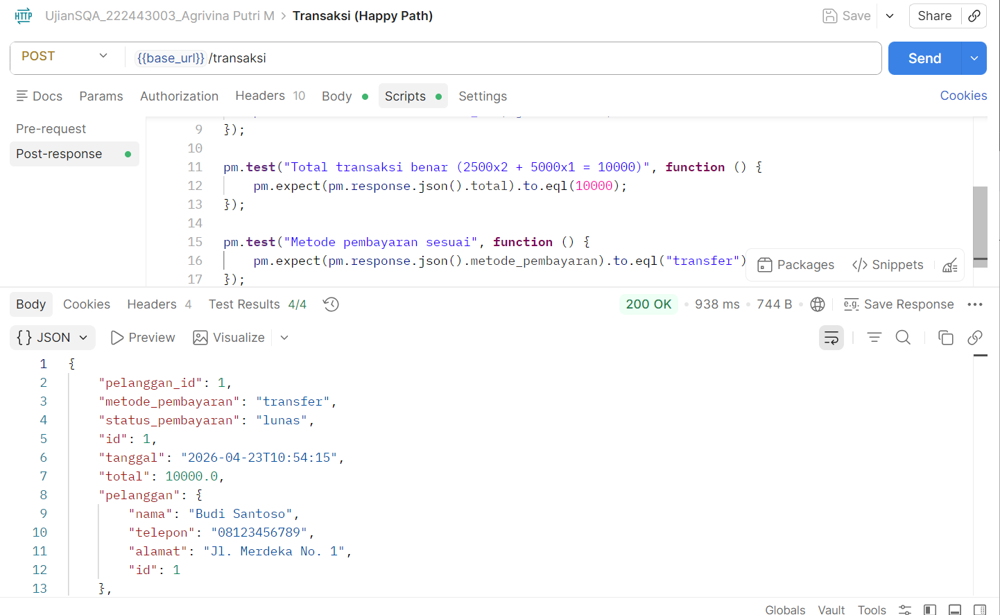 HTTP UjianSQA_222443003_Agrivina Putri M > Transaksi (Happy Path) Save Share
POST {{base_url}} /transaksi Send
Docs Params Authorization Headers 10 Body Scripts Settings Cookies
Pre-request
Post-response
9 });
10
11 pm.test("Total transaksi benar (2500x2 + 5000x1 = 10000)", function () {
12 pm.expect(pm.response.json().total).to.eql(10000);
13 });
14
15 pm.test("Metode pembayaran sesuai", function () {
16 pm.expect(pm.response.json().metode_pembayaran).to.eql("transfer")
17 });
Packages </> Snippets
Body Cookies Headers 4 Test Results 4/4 200 OK • 938 ms • 744 B • e.g. Save Response •••
{} JSON Preview Visualize
1 {
2 "pelanggan_id": 1,
3 "metode_pembayaran": "transfer",
4 "status_pembayaran": "lunas",
5 "id": 1,
6 "tanggal": "2026-04-23T10:54:15",
7 "total": 10000.0,
8 "pelanggan": {
9 "nama": "Budi Santoso",
10 "telepon": "08123456789",
11 "alamat": "Jl. Merdeka No. 1",
12 "id": 1
13 },
Globals Vault Tools